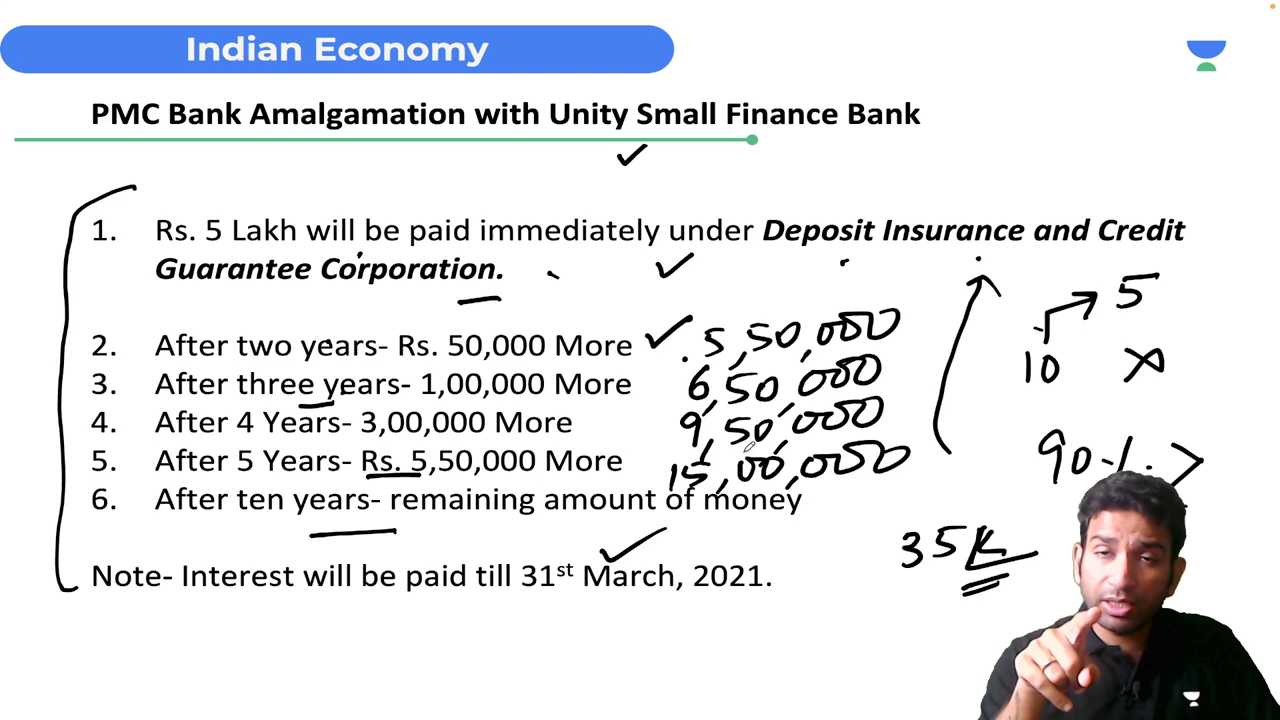 Indian Economy
PMC Bank Amalgamation with Unity Small Finance Bank
1. Rs. 5 Lakh will be paid immediately under Deposit Insurance and Credit
Guarantee Corporation.
2. After two years- Rs. 50,000 More 5,50,000
3. After three years- 1,00,000 More 6,50,000
4. After 4 Years- 3,00,000 More 9,50,000
5. After 5 Years- Rs. 5,50,000 More 15,00,000
6. After ten years- remaining amount of money
Note- Interest will be paid till 31st March, 2021.
5
10
90%
35K